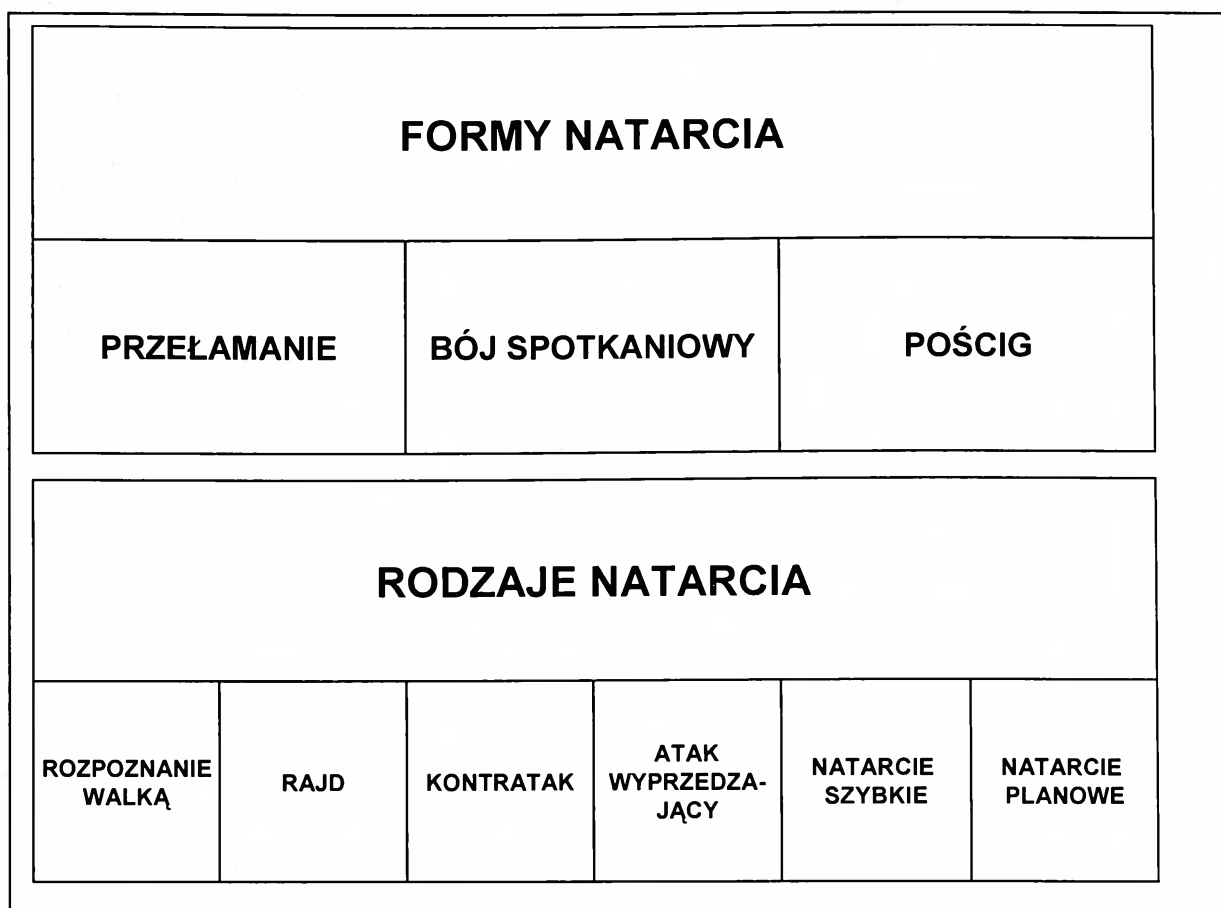 FORMY NATARCIA
PRZEŁAMANIE
BÓJ SPOTKANIOWY
POŚCIG
RODZAJE NATARCIA
ROZPOZNANIE
WALKĄ
RAJD
KONTRATAK
ATAK
WYPRZEDZA-
JĄCY
NATARCIE
SZYBKIE
NATARCIE
PLANOWE